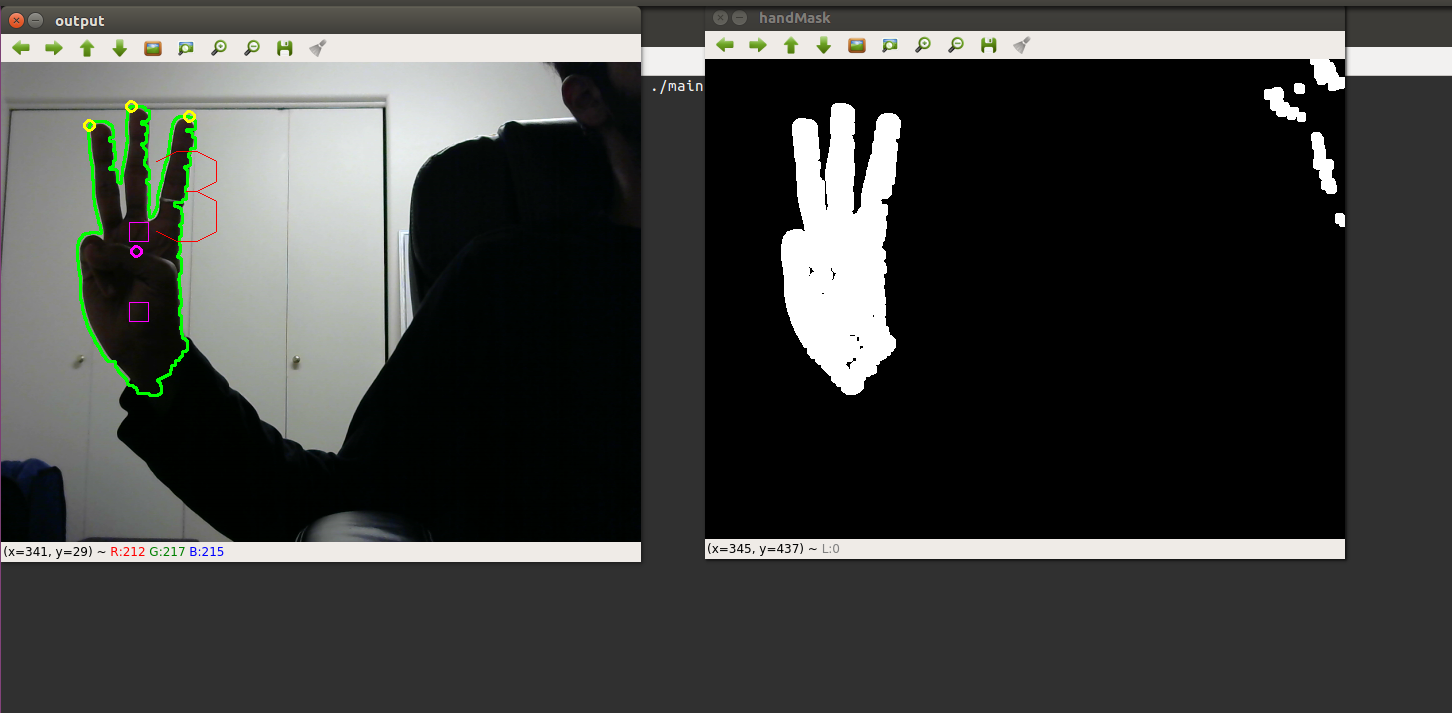 output
handMask
./main
(x=341, y=29) ~ R:212 G:217 B:215
(x=345, y=437) ~ L:0